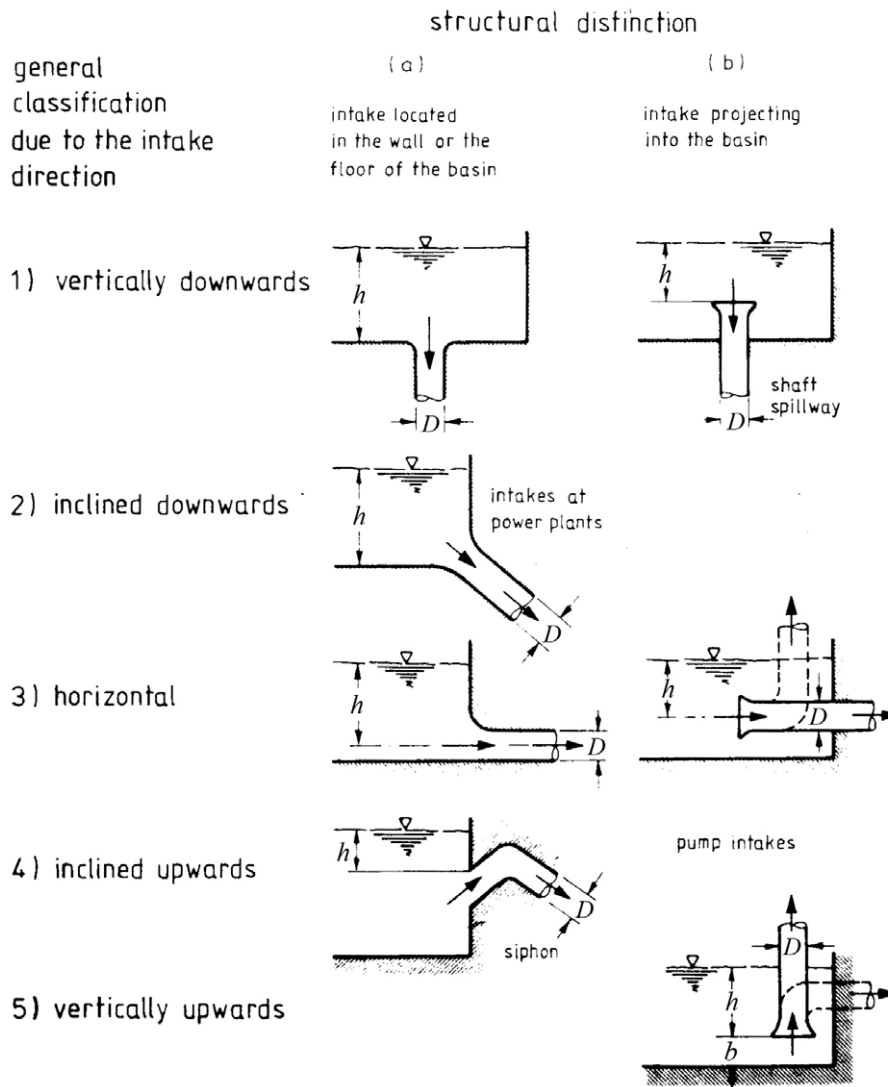 structural distinction
general
classification
due to the intake
direction
(a)
intake located
in the wall or the
floor of the basin
(b)
intake projecting
into the basin
1) vertically downwards
h
D
h
D
shaft
spillway
2) inclined downwards
h
D
intakes at
power plants
3) horizontal
h
D
h
D
4) inclined upwards
h
D
siphon
pump intakes
5) vertically upwards
D
h
b